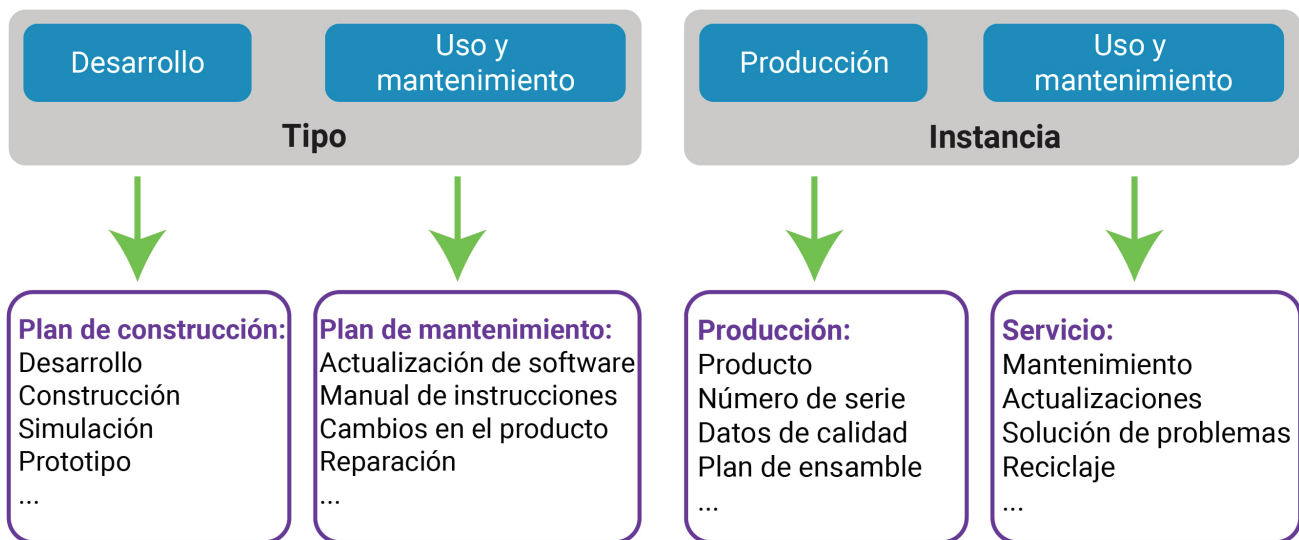 Desarrollo
Uso y
mantenimiento
Tipo
Producción
Uso y
mantenimiento
Instancia
Plan de construcción:
Desarrollo
Construcción
Simulación
Prototipo
...
Plan de mantenimiento:
Actualización de software
Manual de instrucciones
Cambios en el producto
Reparación
...
Producción:
Producto
Número de serie
Datos de calidad
Plan de ensamble
...
Servicio:
Mantenimiento
Actualizaciones
Solución de problemas
Reciclaje
...